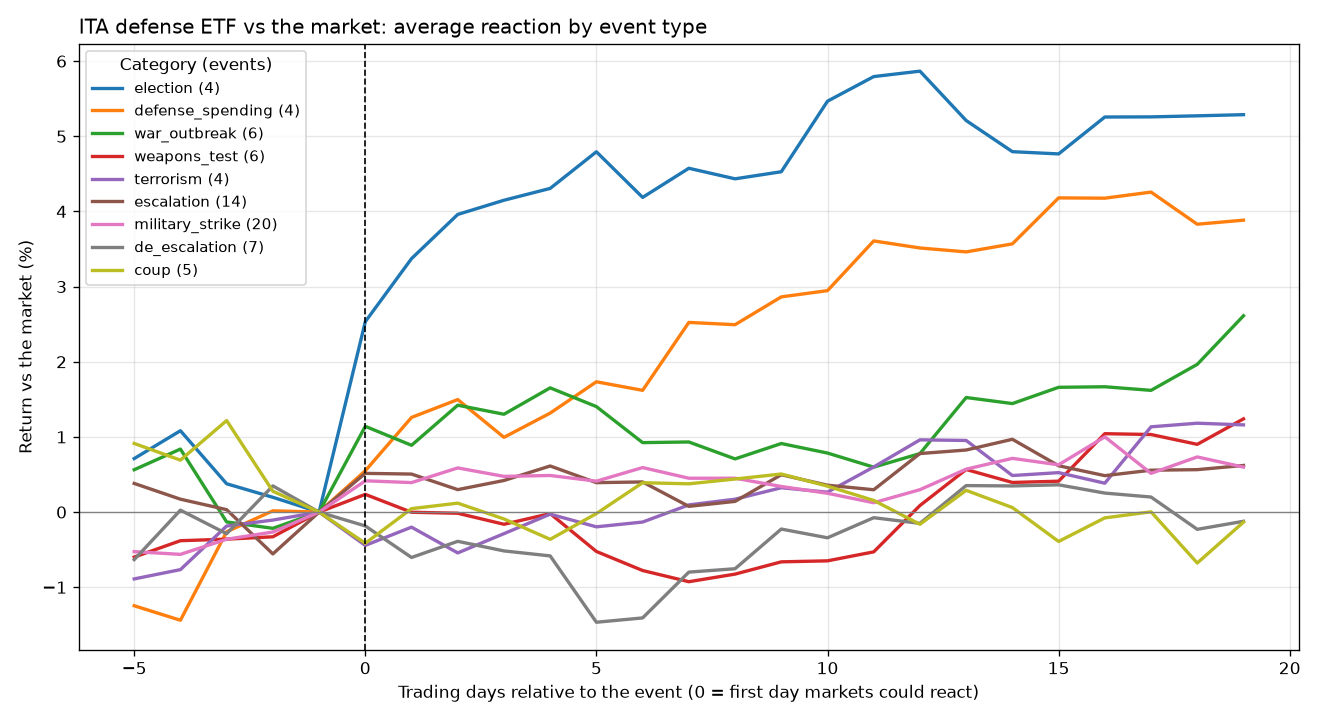 ITA defense ETF vs the market: average reaction by event type
Category (events)
election (4)
defense_spending (4)
war_outbreak (6)
weapons_test (6)
terrorism (4)
escalation (14)
military_strike (20)
de_escalation (7)
coup (5)
Return vs the market (%)
6
5
4
3
2
1
0
−1
−5
0
5
10
15
20
Trading days relative to the event (0 = first day markets could react)